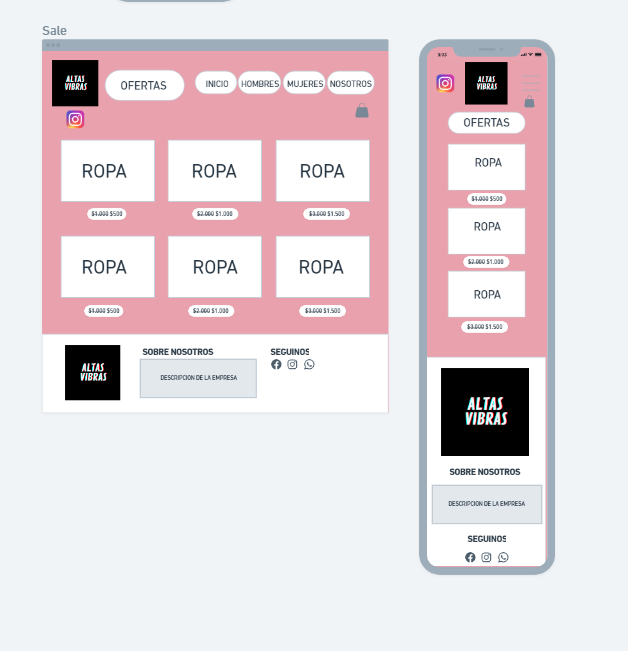 Sale
ALTAS
VIBRAS
OFERTAS
INICIO
HOMBRES
MUJERES
NOSOTROS
ROPA
ROPA
ROPA
$1.000 $500
$2.000 $1.000
$3.000 $1.500
ROPA
ROPA
ROPA
$1.000 $500
$2.000 $1.000
$3.000 $1.500
ALTAS
VIBRAS
SOBRE NOSOTROS
DESCRIPCION DE LA EMPRESA
SEGUINOS
ALTAS
VIBRAS
OFERTAS
ROPA
$1.000 $500
ROPA
$2.000 $1.000
ROPA
$3.000 $1.500
ALTAS
VIBRAS
SOBRE NOSOTROS
DESCRIPCION DE LA EMPRESA
SEGUINOS